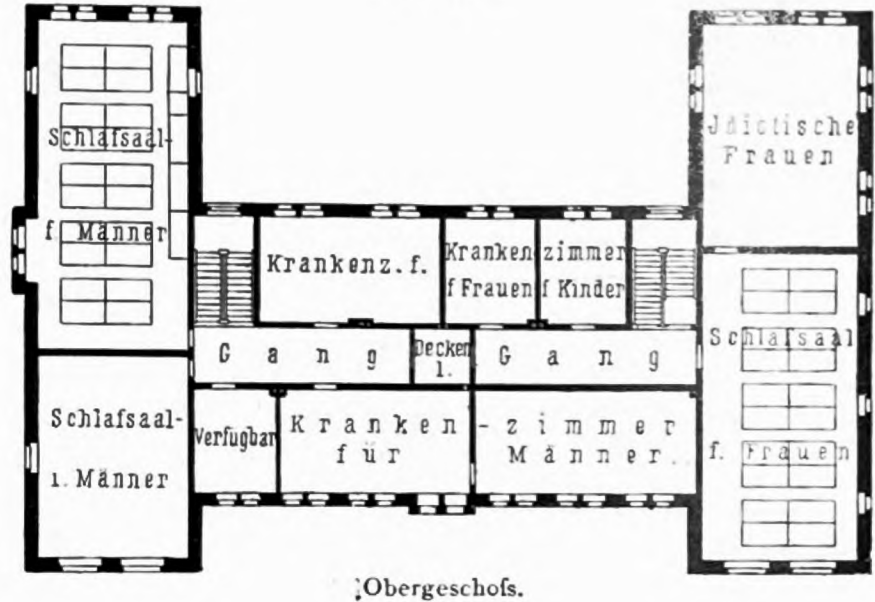 Schlafsaal-
f. Männer
Jdiotische
Frauen
Krankenz. f.
Kranken
f Frauen
zimmer
f Kinder
Gang
Decken
l.
Gang
Schlafsaal
f. Frauen
Schlafsaal-
ı. Männer
Verfügbar
Kranken
für
-zimmer
Männer.
Obergeschoſs.